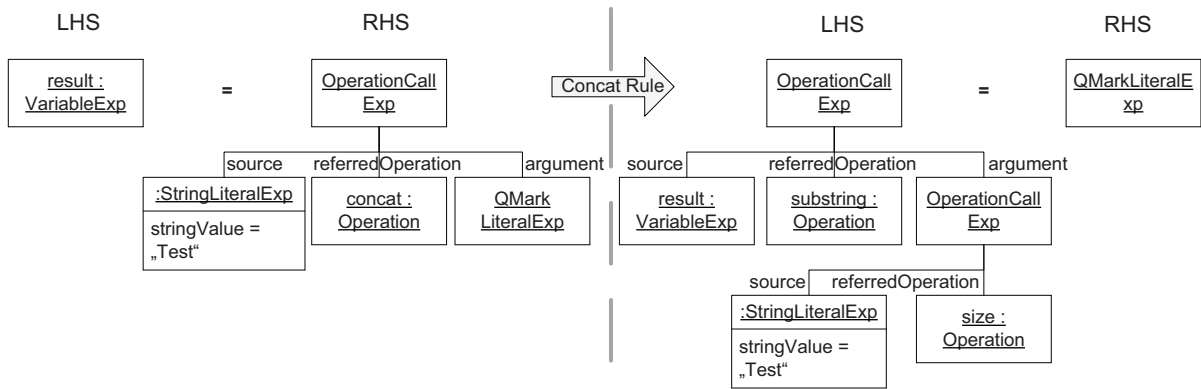 LHS
RHS
LHS
RHS
result :
VariableExp
=
OperationCall
Exp
Concat Rule
OperationCall
Exp
=
QMarkLiteralE
xp
source
referredOperation
argument
:StringLiteralExp
stringValue =
„Test“
concat :
Operation
QMark
LiteralExp
source
referredOperation
argument
result :
VariableExp
substring :
Operation
OperationCall
Exp
source
referredOperation
:StringLiteralExp
stringValue =
„Test“
size :
Operation